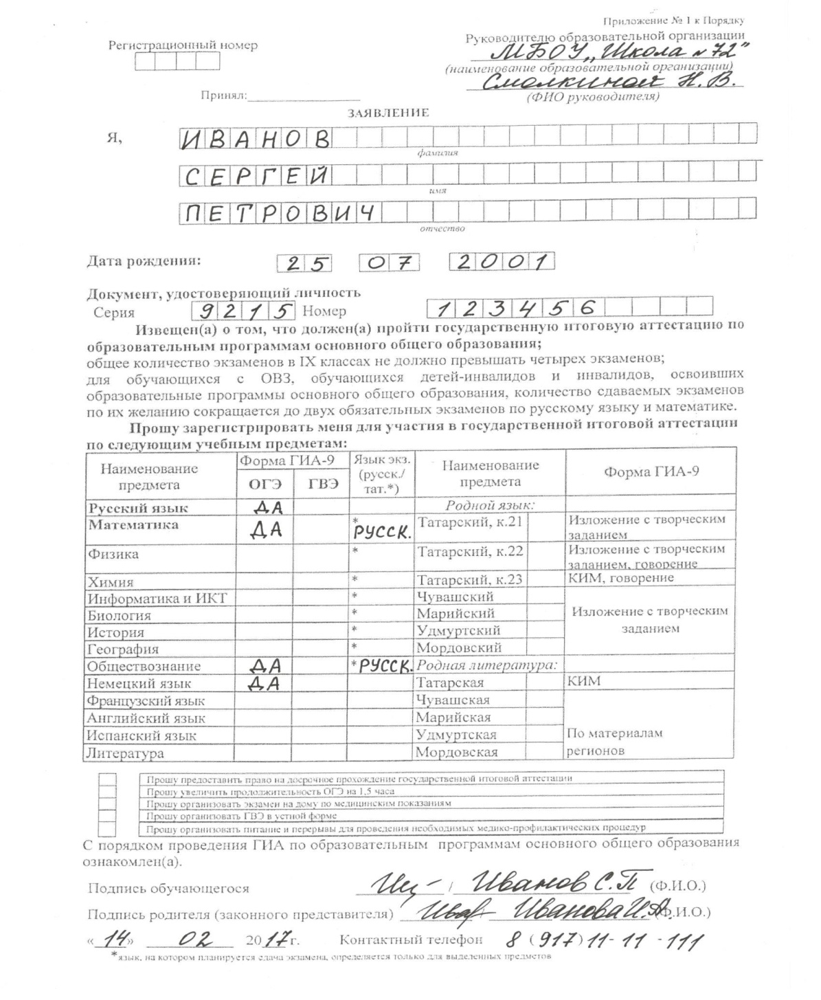 Приложение № 1 к Порядку
Руководителю образовательной организации
Регистрационный номер
МБОУ „Школа № 72”
(наименование образовательной организации)
Смолкиной Н. В.
Принял:
(ФИО руководителя)
ЗАЯВЛЕНИЕ
Я, ИВАНОВ
фамилия
СЕРГЕЙ
имя
ПЕТРОВИЧ
отчество
Дата рождения: 25 07 2001
Документ, удостоверяющий личность
Серия 9215 Номер 123456
Извещен(а) о том, что должен(а) пройти государственную итоговую аттестацию по
образовательным программам основного общего образования;
общее количество экзаменов в IX классах не должно превышать четырех экзаменов;
для обучающихся с ОВЗ, обучающихся детей-инвалидов и инвалидов, освоивших
образовательные программы основного общего образования, количество сдаваемых экзаменов
по их желанию сокращается до двух обязательных экзаменов по русскому языку и математике.
Прошу зарегистрировать меня для участия в государственной итоговой аттестации
по следующим учебным предметам:
Наименование предмета Форма ГИА-9 Язык экз. (русск./ тат.*) Наименование предмета Форма ГИА-9
ОГЭ ГВЭ
Русский язык ДА Родной язык:
Математика ДА * РУССК. Татарский, к.21 Изложение с творческим заданием
Физика * Татарский, к.22 Изложение с творческим заданием, говорение
Химия * Татарский, к.23 КИМ, говорение
Информатика и ИКТ * Чувашский
Биология * Марийский Изложение с творческим
История * Удмуртский заданием
География * Мордовский
Обществознание ДА * РУССК. Родная литература:
Немецкий язык ДА Татарская КИМ
Французский язык Чувашская
Английский язык Марийская
Испанский язык Удмуртская По материалам
Литература Мордовская регионов
Прошу предоставить право на досрочное прохождение государственной итоговой аттестации
Прошу увеличить продолжительность ОГЭ на 1,5 часа
Прошу организовать экзамен на дому по медицинским показаниям
Прошу организовать ГВЭ в устной форме
Прошу организовать питание и перерывы для проведения необходимых медико-профилактических процедур
С порядком проведения ГИА по образовательным программам основного общего образования
ознакомлен(а).
Подпись обучающегося / Иванов С.П (Ф.И.О.)
Подпись родителя (законного представителя) / Иванова И.А. (Ф.И.О.)
« 14 » 02 2017г. Контактный телефон 8 (917) 11-11-111
*язык, на котором планируется сдача экзамена, определяется только для выделенных предметов